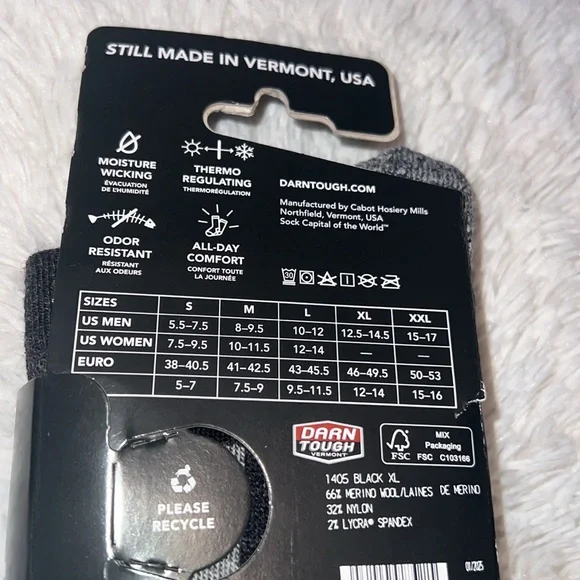 STILL MADE IN VERMONT, USA
MOISTURE
WICKING
ÉVACUATION
DE L'HUMIDITÉ
THERMO
REGULATING
THERMORÉGULATION
ODOR
RESISTANT
RÉSISTANT
AUX ODEURS
ALL-DAY
COMFORT
CONFORT TOUTE
LA JOURNÉE
DARNTOUGH.COM
Manufactured by Cabot Hosiery Mills
Northfield, Vermont, USA
Sock Capital of the World™
30
SIZES S M L XL XXL
US MEN 5.5–7.5 8–9.5 10–12 12.5–14.5 15–17
US WOMEN 7.5–9.5 10–11.5 12–14 — —
EURO 38–40.5 41–42.5 43–45.5 46–49.5 50–53
5–7 7.5–9 9.5–11.5 12–14 15–16
DARN
TOUGH
VERMONT
FSC
MIX
Packaging
FSC C103166
1405 BLACK XL
66% MERINO WOOL/LAINES DE MERINO
32% NYLON
2% LYCRA® SPANDEX
PLEASE
RECYCLE
01/2025